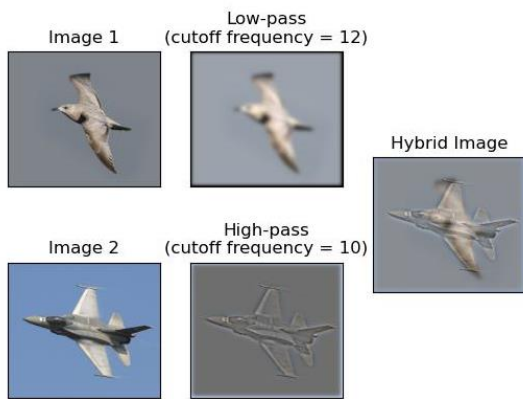 Image 1
Low-pass
(cutoff frequency = 12)
Hybrid Image
Image 2
High-pass
(cutoff frequency = 10)